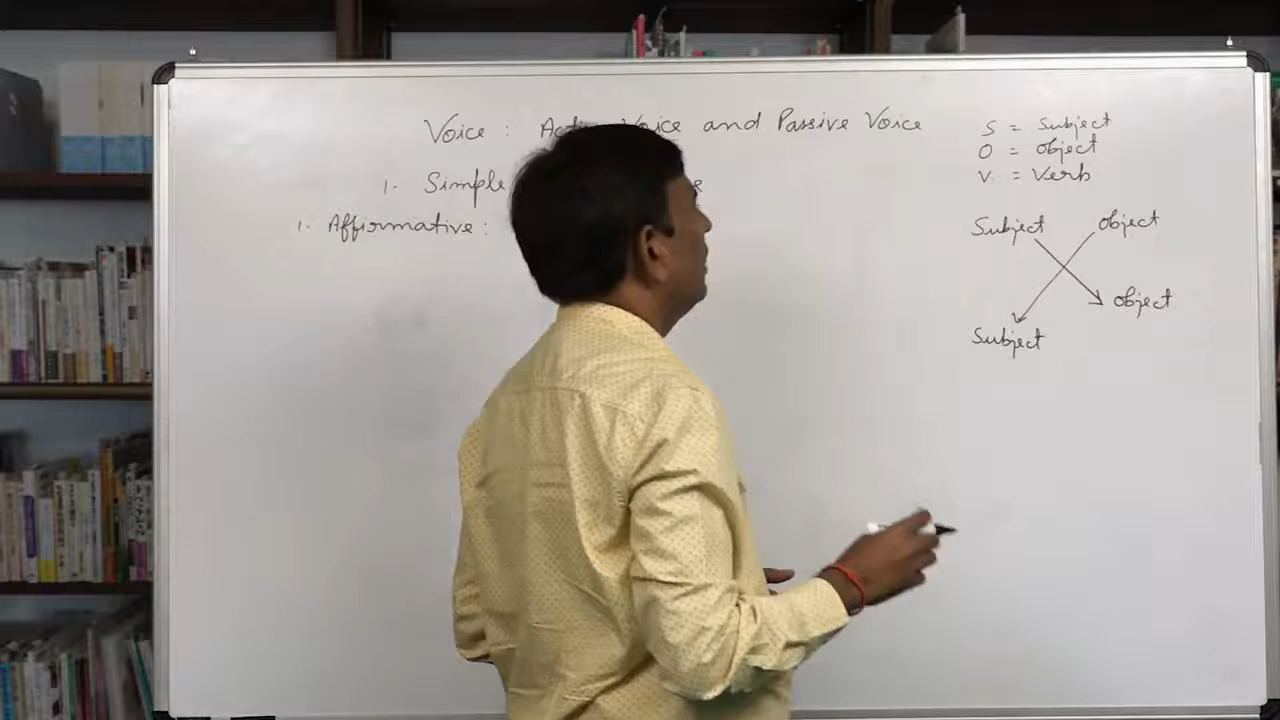 Voice : Voice and Passive Voice
1. Simple
1. Affirmative :
S = Subject
O = object
V. = Verb
Subject object
object
Subject